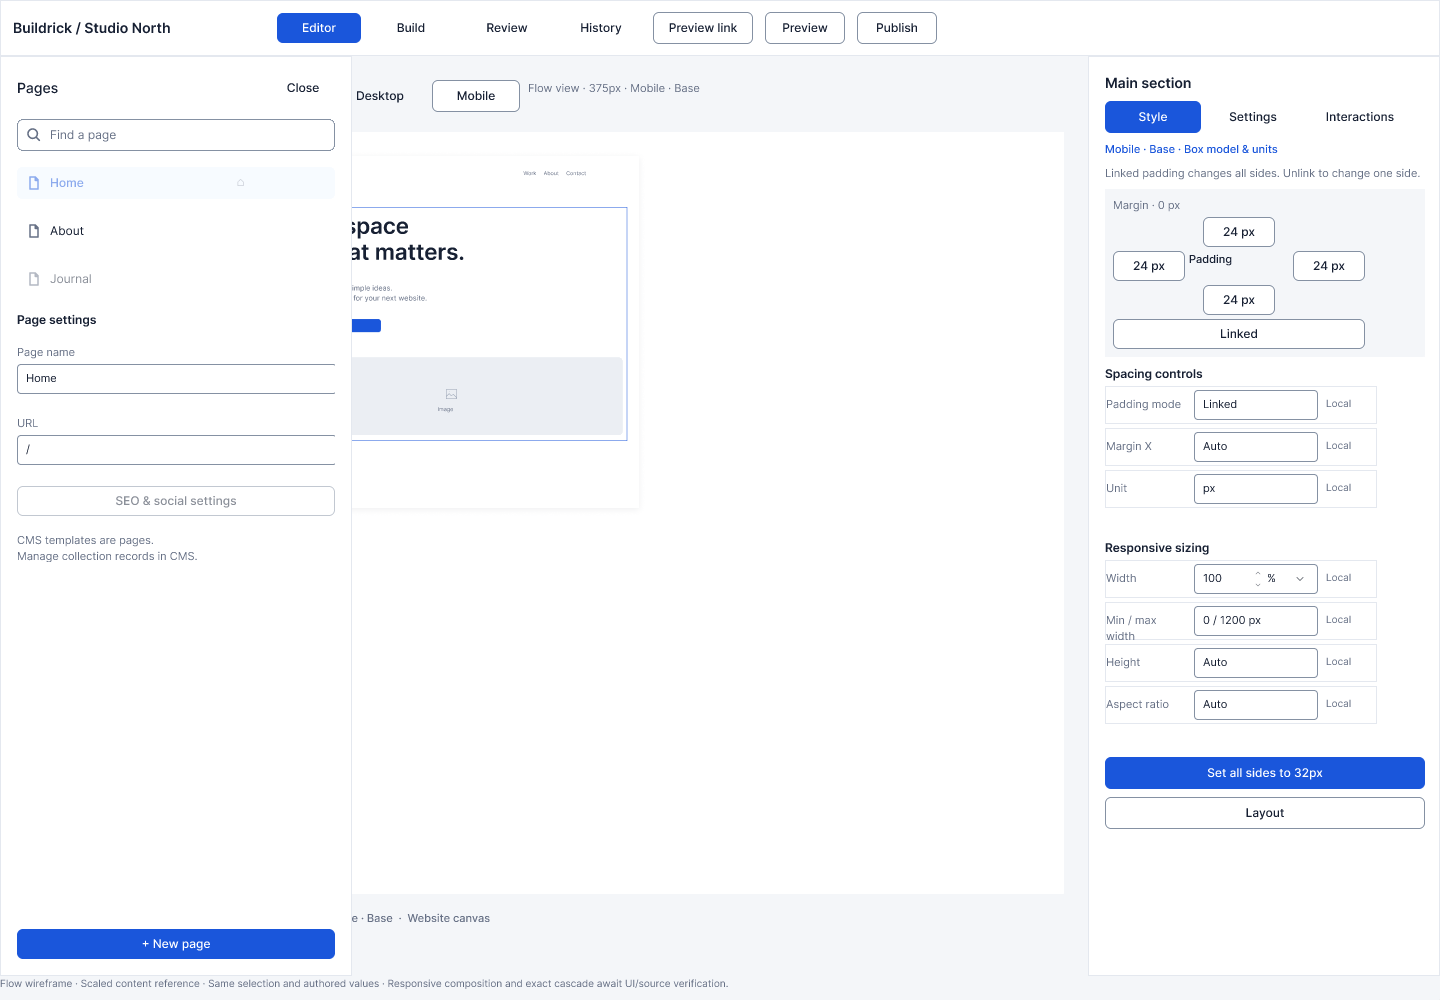 Buildrick / Studio North
Editor
Build
Review
History
Preview link
Preview
Publish
Pages
Close
Find a page
Home
About
Journal
Page settings
Page name
Home
URL
/
SEO & social settings
CMS templates are pages.
Manage collection records in CMS.
+ New page
Desktop
Mobile
Flow view · 375px · Mobile · Base
Work About Contact
space
at matters.
imple ideas.
for your next website.
Image
e · Base · Website canvas
Main section
Style
Settings
Interactions
Mobile · Base · Box model & units
Linked padding changes all sides. Unlink to change one side.
Margin · 0 px
24 px
24 px
Padding
24 px
24 px
Linked
Spacing controls
Padding mode Linked Local
Margin X Auto Local
Unit px Local
Responsive sizing
Width 100 % Local
Min / max width 0 / 1200 px Local
Height Auto Local
Aspect ratio Auto Local
Set all sides to 32px
Layout
Flow wireframe · Scaled content reference · Same selection and authored values · Responsive composition and exact cascade await UI/source verification.